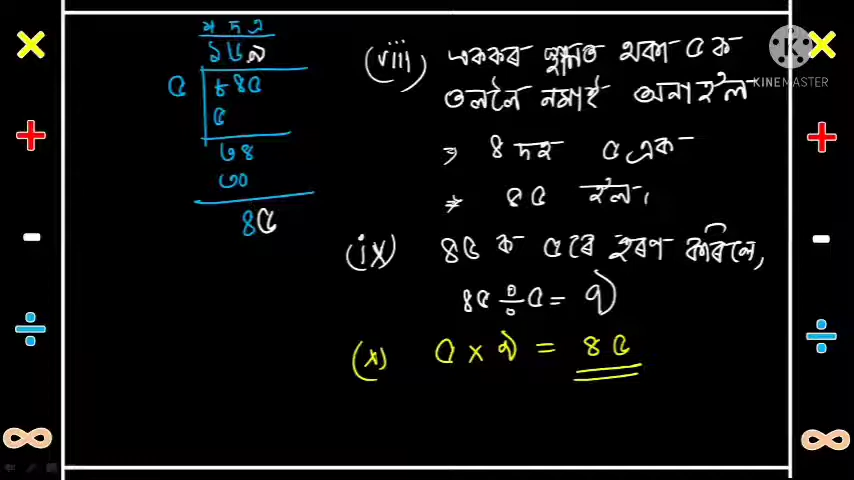 শ দ এ
১৬৯
৫ ৮৪৫
৫
৩৪
৩০
৪৫
(viii) এককৰ স্থানত থকা ৫ ক
তললৈ নমাই অনা হ'ল
→ ৪ দহ ৫ এক
→ ৪৫ হ'ল।
(ix) ৪৫ ক ৫ ৰে হৰণ কৰিলে,
৪৫ ÷ ৫ = ৯
(x) ৫ × ৯ = ৪৫
KINEMASTER